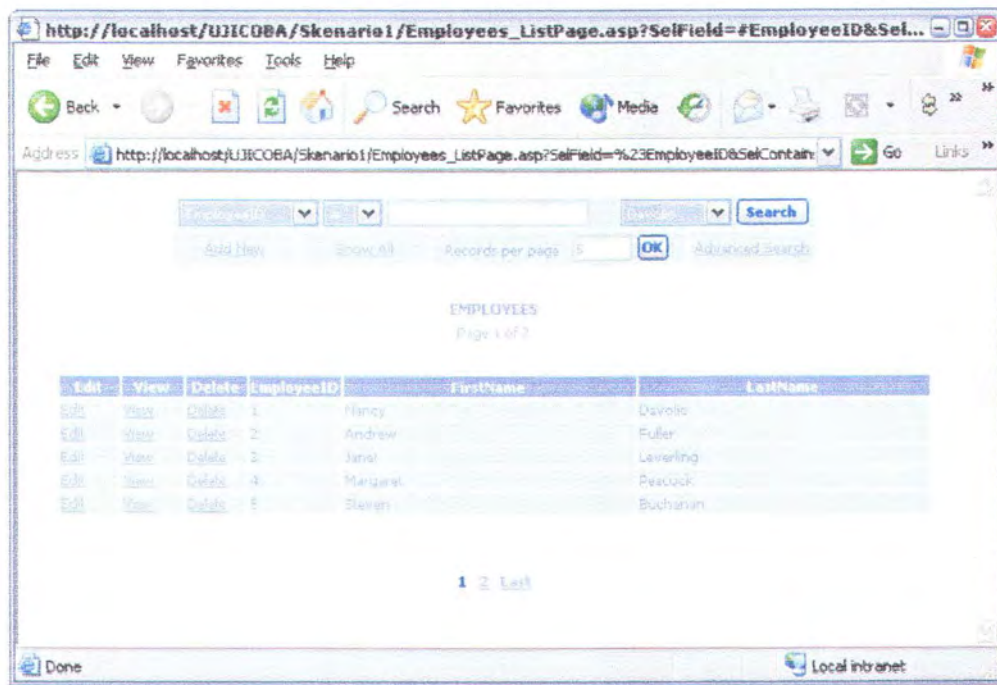 http://localhost/UJICOBA/Skenario1/Employees_ListPage.asp?SelField=#EmployeeID&Sel...
File Edit View Favorites Tools Help
Back Search Favorites Media
Address http://localhost/UJICOBA/Skenario1/Employees_ListPage.asp?SelField=%23EmployeeID&SelContain: Go Links
EmployeeID = Davolio Search
Add New Show All Records per page 5 OK Advanced Search
EMPLOYEES
Page 1 of 2
Edit View Delete EmployeeID FirstName LastName
Edit View Delete 1 Nancy Davolio
Edit View Delete 2 Andrew Fuller
Edit View Delete 3 Janet Leverling
Edit View Delete 4 Margaret Peacock
Edit View Delete 5 Steven Buchanan
1 2 Last
Done Local intranet